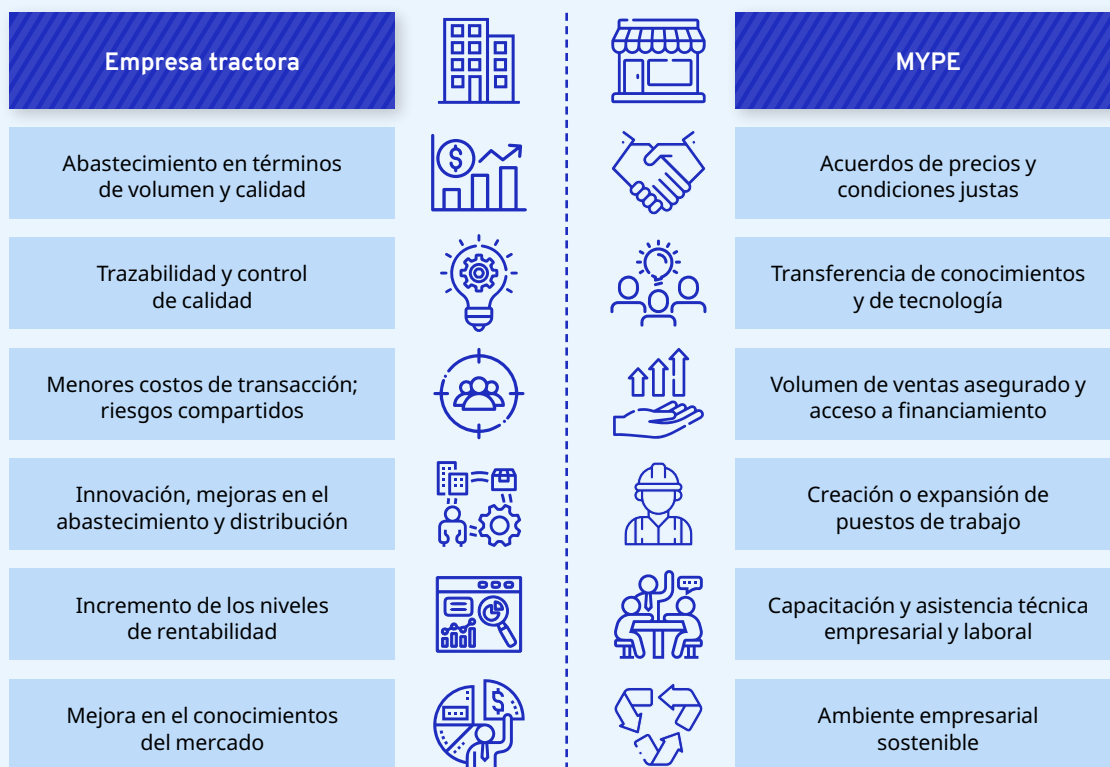 Empresa tractora
MYPE
Abastecimiento en términos
de volumen y calidad
Acuerdos de precios y
condiciones justas
Trazabilidad y control
de calidad
Transferencia de conocimientos
y de tecnología
Menores costos de transacción;
riesgos compartidos
Volumen de ventas asegurado y
acceso a financiamiento
Innovación, mejoras en el
abastecimiento y distribución
Creación o expansión de
puestos de trabajo
Incremento de los niveles
de rentabilidad
Capacitación y asistencia técnica
empresarial y laboral
Mejora en el conocimientos
del mercado
Ambiente empresarial
sostenible